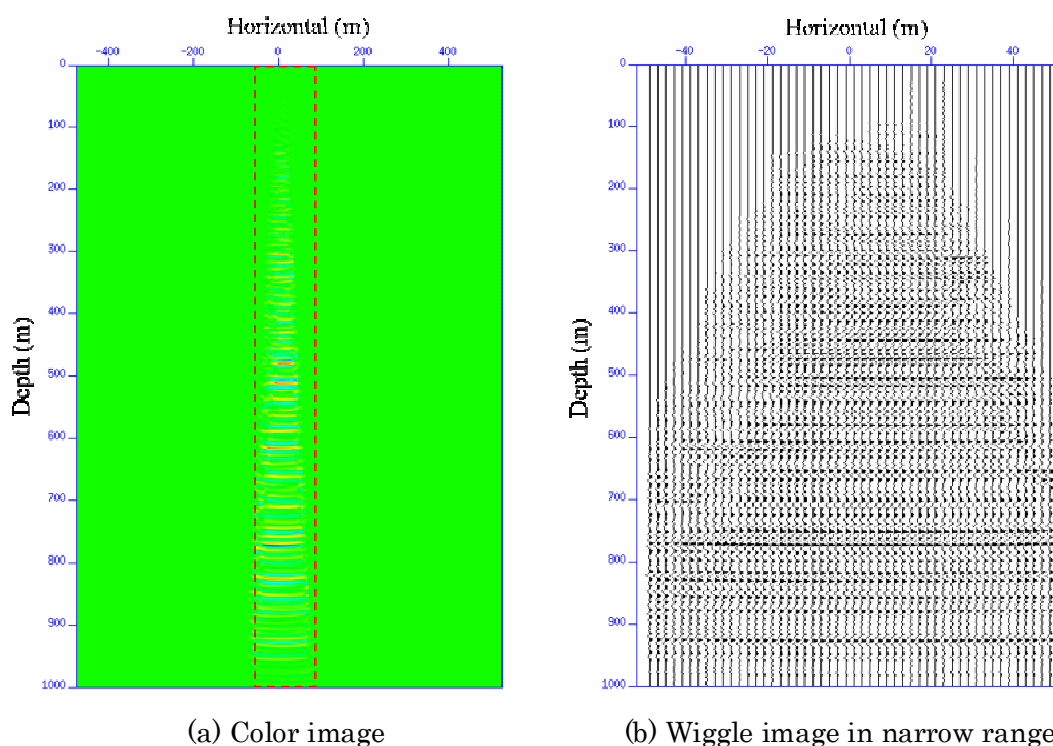 Horizontal (m)
-400 -200 0 200 400
0
100
200
300
400
500
600
700
800
900
1000
Depth (m)
(a) Color image
Horizontal (m)
-40 -20 0 20 40
0
100
200
300
400
500
600
700
800
900
1000
Depth (m)
(b) Wiggle image in narrow range